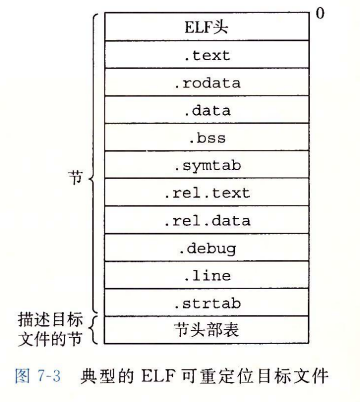 0
ELF头
.text
.rodata
.data
.bss
.symtab
.rel.text
.rel.data
.debug
.line
.strtab
节头部表
节
描述目标
文件的节
图 7-3 典型的 ELF 可重定位目标文件